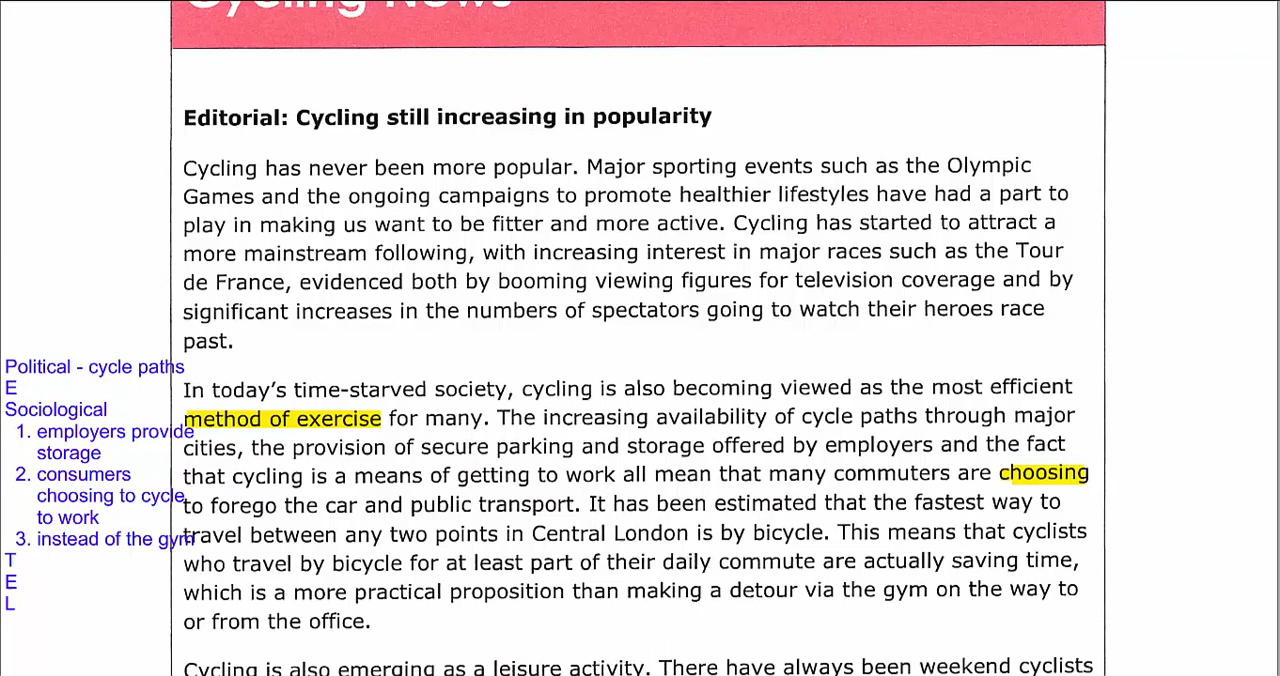 Cycling News
Editorial: Cycling still increasing in popularity
Cycling has never been more popular. Major sporting events such as the Olympic
Games and the ongoing campaigns to promote healthier lifestyles have had a part to
play in making us want to be fitter and more active. Cycling has started to attract a
more mainstream following, with increasing interest in major races such as the Tour
de France, evidenced both by booming viewing figures for television coverage and by
significant increases in the numbers of spectators going to watch their heroes race
past.
Political - cycle paths
E
Sociological
1. employers provide
storage
2. consumers
choosing to cycle
to work
3. instead of the gym
T
E
L
In today's time-starved society, cycling is also becoming viewed as the most efficient
method of exercise for many. The increasing availability of cycle paths through major
cities, the provision of secure parking and storage offered by employers and the fact
that cycling is a means of getting to work all mean that many commuters are choosing
to forego the car and public transport. It has been estimated that the fastest way to
travel between any two points in Central London is by bicycle. This means that cyclists
who travel by bicycle for at least part of their daily commute are actually saving time,
which is a more practical proposition than making a detour via the gym on the way to
or from the office.
Cycling is also emerging as a leisure activity. There have always been weekend cyclists